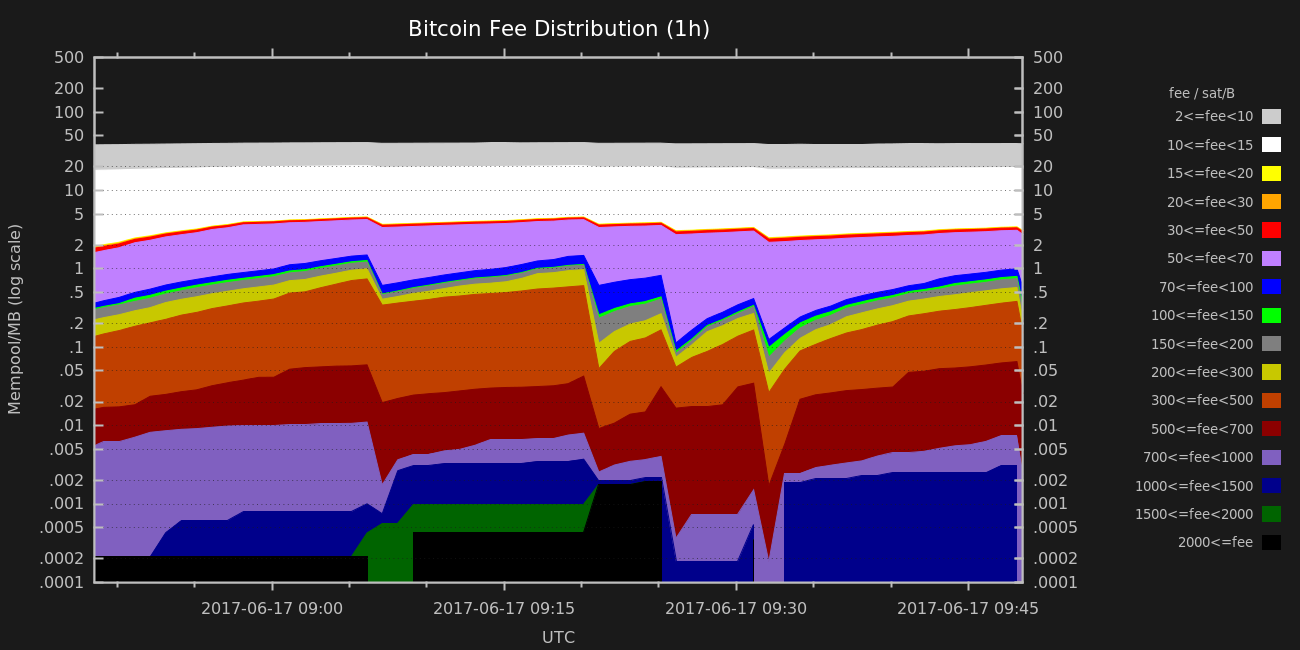 Bitcoin Fee Distribution (1h)
Mempool/MB (log scale)
500
200
100
50
20
10
5
2
1
.5
.2
.1
.05
.02
.01
.005
.002
.001
.0005
.0002
.0001
500
200
100
50
20
10
5
2
1
.5
.2
.1
.05
.02
.01
.005
.002
.001
.0005
.0002
.0001
fee / sat/B
2<=fee<10
10<=fee<15
15<=fee<20
20<=fee<30
30<=fee<50
50<=fee<70
70<=fee<100
100<=fee<150
150<=fee<200
200<=fee<300
300<=fee<500
500<=fee<700
700<=fee<1000
1000<=fee<1500
1500<=fee<2000
2000<=fee
2017-06-17 09:00 2017-06-17 09:15 2017-06-17 09:30 2017-06-17 09:45
UTC